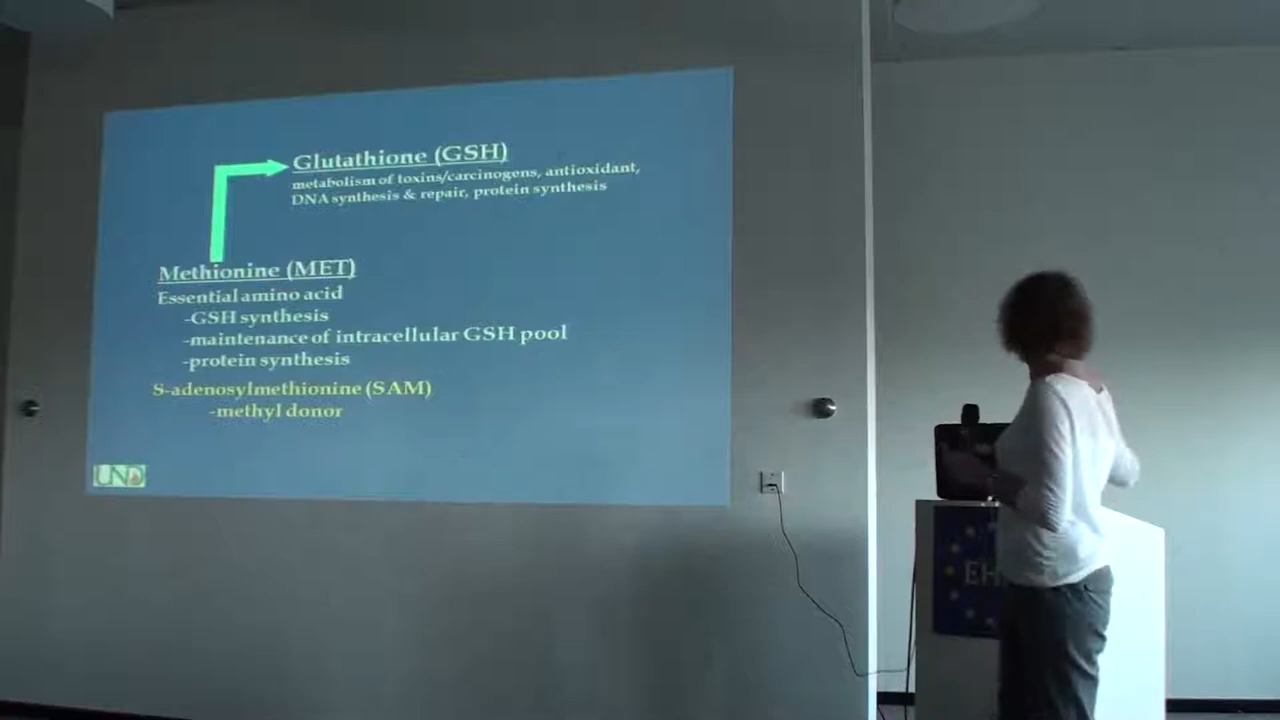 Glutathione (GSH)
metabolism of toxins/carcinogens, antioxidant,
DNA synthesis & repair, protein synthesis
Methionine (MET)
Essential amino acid
-GSH synthesis
-maintenance of intracellular GSH pool
-protein synthesis
S-adenosylmethionine (SAM)
-methyl donor
UND